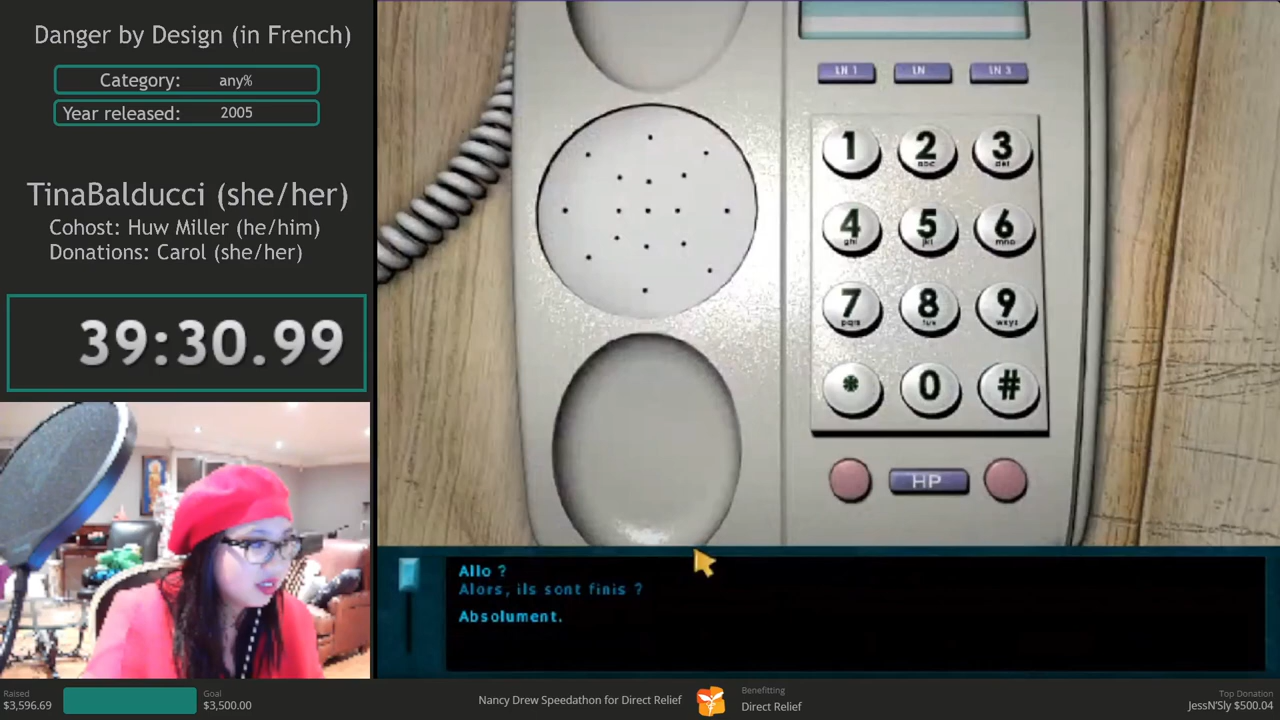 Danger by Design (in French)
Category: any%
Year released: 2005
TinaBalducci (she/her)
Cohost: Huw Miller (he/him)
Donations: Carol (she/her)
39:30.99
LN 1 LN LN 3
1 2 3
abc def
4 5 6
ghi jkl mno
7 8 9
pqrs tuv wxyz
* 0 #
HP
Allo ?
Alors, ils sont finis ?
Absolument.
Raised
$3,596.69
Goal
$3,500.00
Nancy Drew Speedathon for Direct Relief
Benefitting
Direct Relief
Top Donation
JessN'Sly $500.04